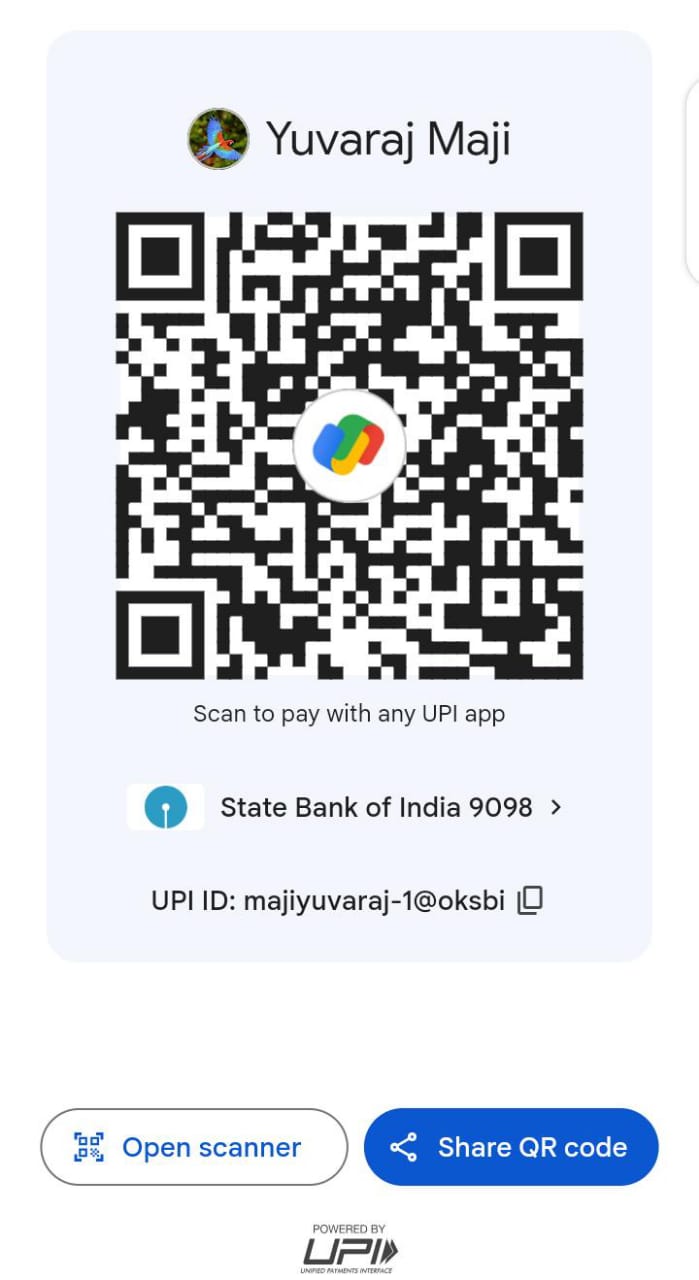 Yuvaraj Maji
Scan to pay with any UPI app
State Bank of India 9098
UPI ID: majiyuvaraj-1@oksbi
Open scanner
Share QR code
POWERED BY
UPI
UNIFIED PAYMENTS INTERFACE